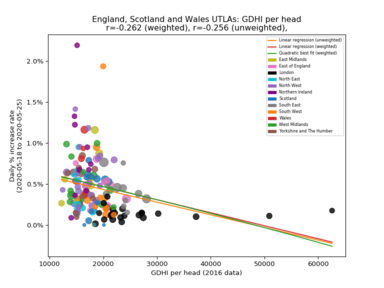 England, Scotland and Wales UTLAs: GDHI per head
r=-0.262 (weighted), r=-0.256 (unweighted),
Linear regression (unweighted)
Linear regression (weighted)
Quadratic best fit (weighted)
East Midlands
East of England
London
North East
North West
Northern Ireland
Scotland
South East
South West
Wales
West Midlands
Yorkshire and The Humber
2.0%
1.5%
1.0%
0.5%
0.0%
Daily % increase rate
(2020-05-18 to 2020-05-25)
10000 20000 30000 40000 50000 60000
GDHI per head (2016 data)